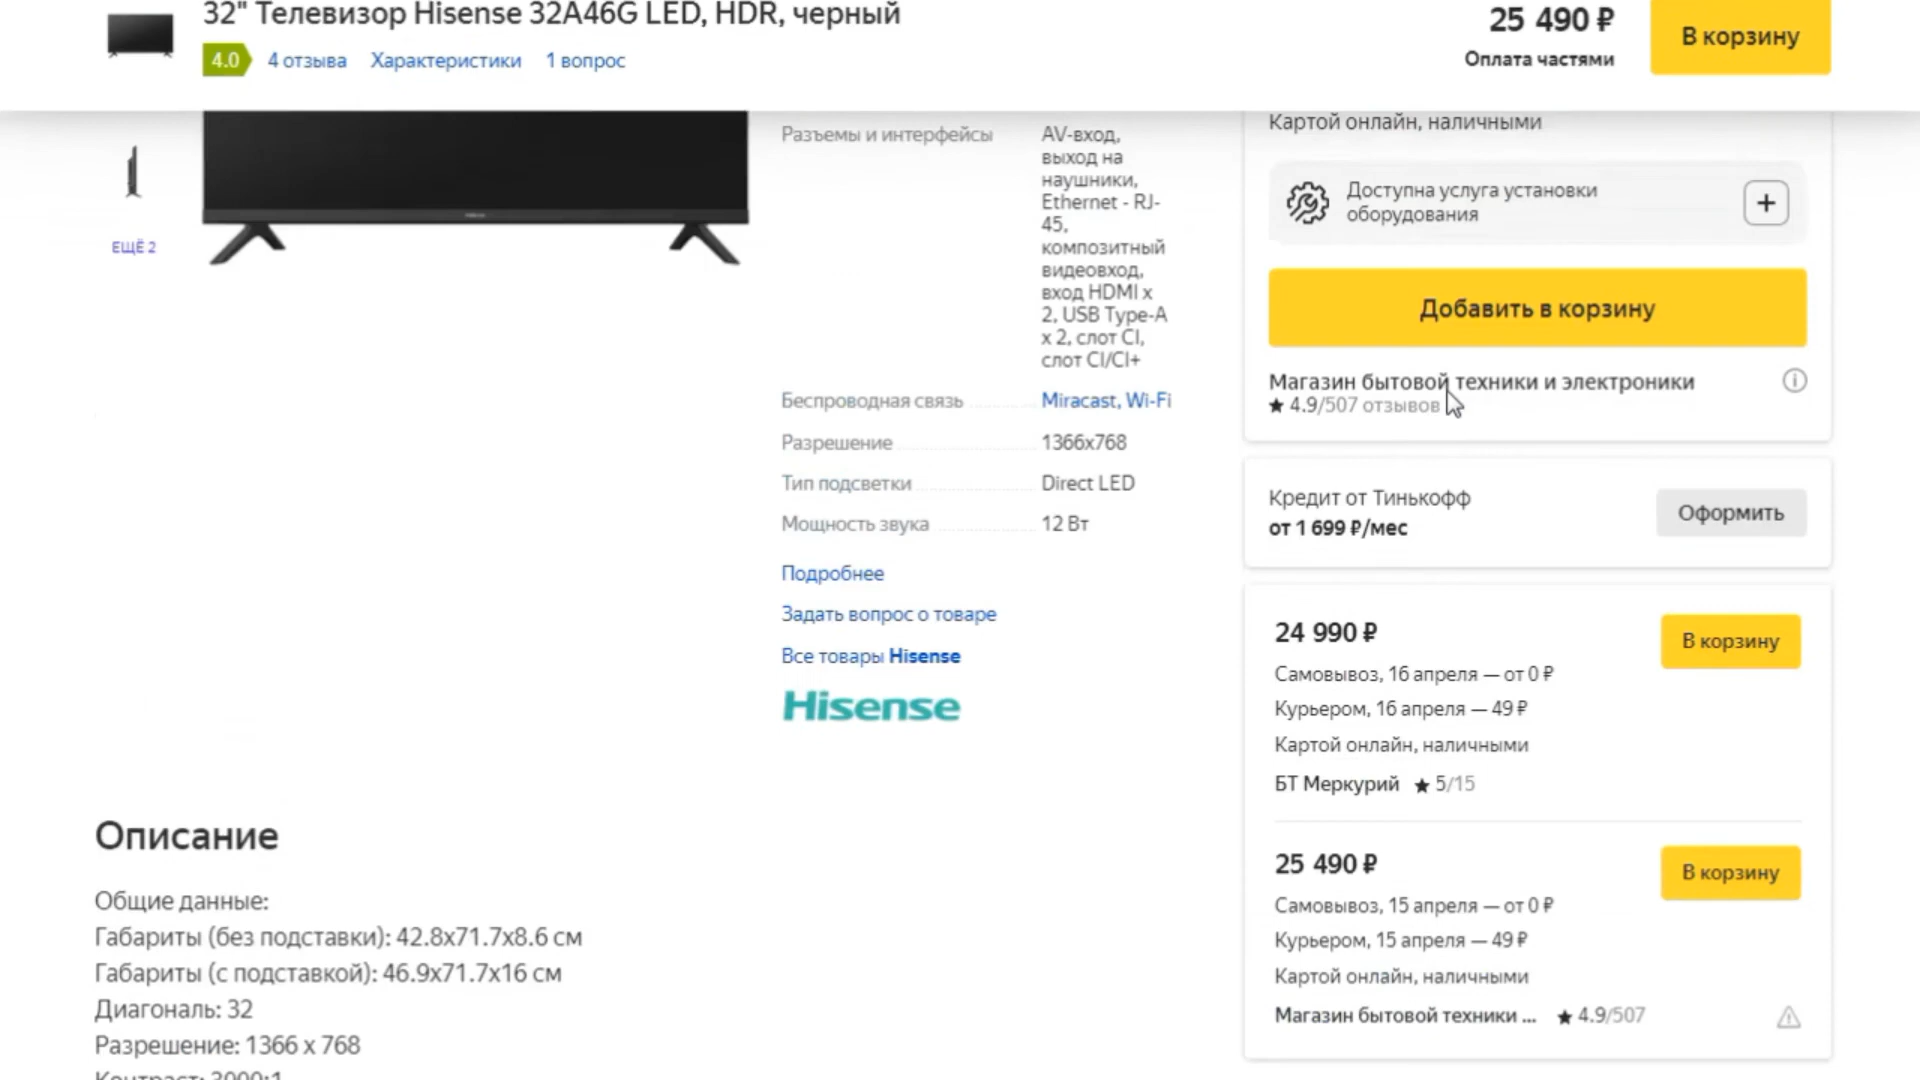 32" Телевизор Hisense 32A46G LED, HDR, черный
4.0 4 отзыва Характеристики 1 вопрос
25 490 ₽
Оплата частями
В корзину
ЕЩЁ 2
Разъемы и интерфейсы
AV-вход,
выход на
наушники,
Ethernet - RJ-
45,
композитный
видеовход,
вход HDMI x
2, USB Type-A
x 2, слот CI,
слот CI/CI+
Беспроводная связь Miracast, Wi-Fi
Разрешение 1366x768
Тип подсветки Direct LED
Мощность звука 12 Вт
Подробнее
Задать вопрос о товаре
Все товары Hisense
Hisense
Картой онлайн, наличными
Доступна услуга установки
оборудования
+
Добавить в корзину
Магазин бытовой техники и электроники
★ 4.9/507 отзывов
Кредит от Тинькофф
от 1 699 ₽/мес
Оформить
24 990 ₽
В корзину
Самовывоз, 16 апреля — от 0 ₽
Курьером, 16 апреля — 49 ₽
Картой онлайн, наличными
БТ Меркурий ★ 5/15
25 490 ₽
В корзину
Самовывоз, 15 апреля — от 0 ₽
Курьером, 15 апреля — 49 ₽
Картой онлайн, наличными
Магазин бытовой техники ... ★ 4.9/507
Описание
Общие данные:
Габариты (без подставки): 42.8x71.7x8.6 см
Габариты (с подставкой): 46.9x71.7x16 см
Диагональ: 32
Разрешение: 1366 x 768
Контраст: 3000:1